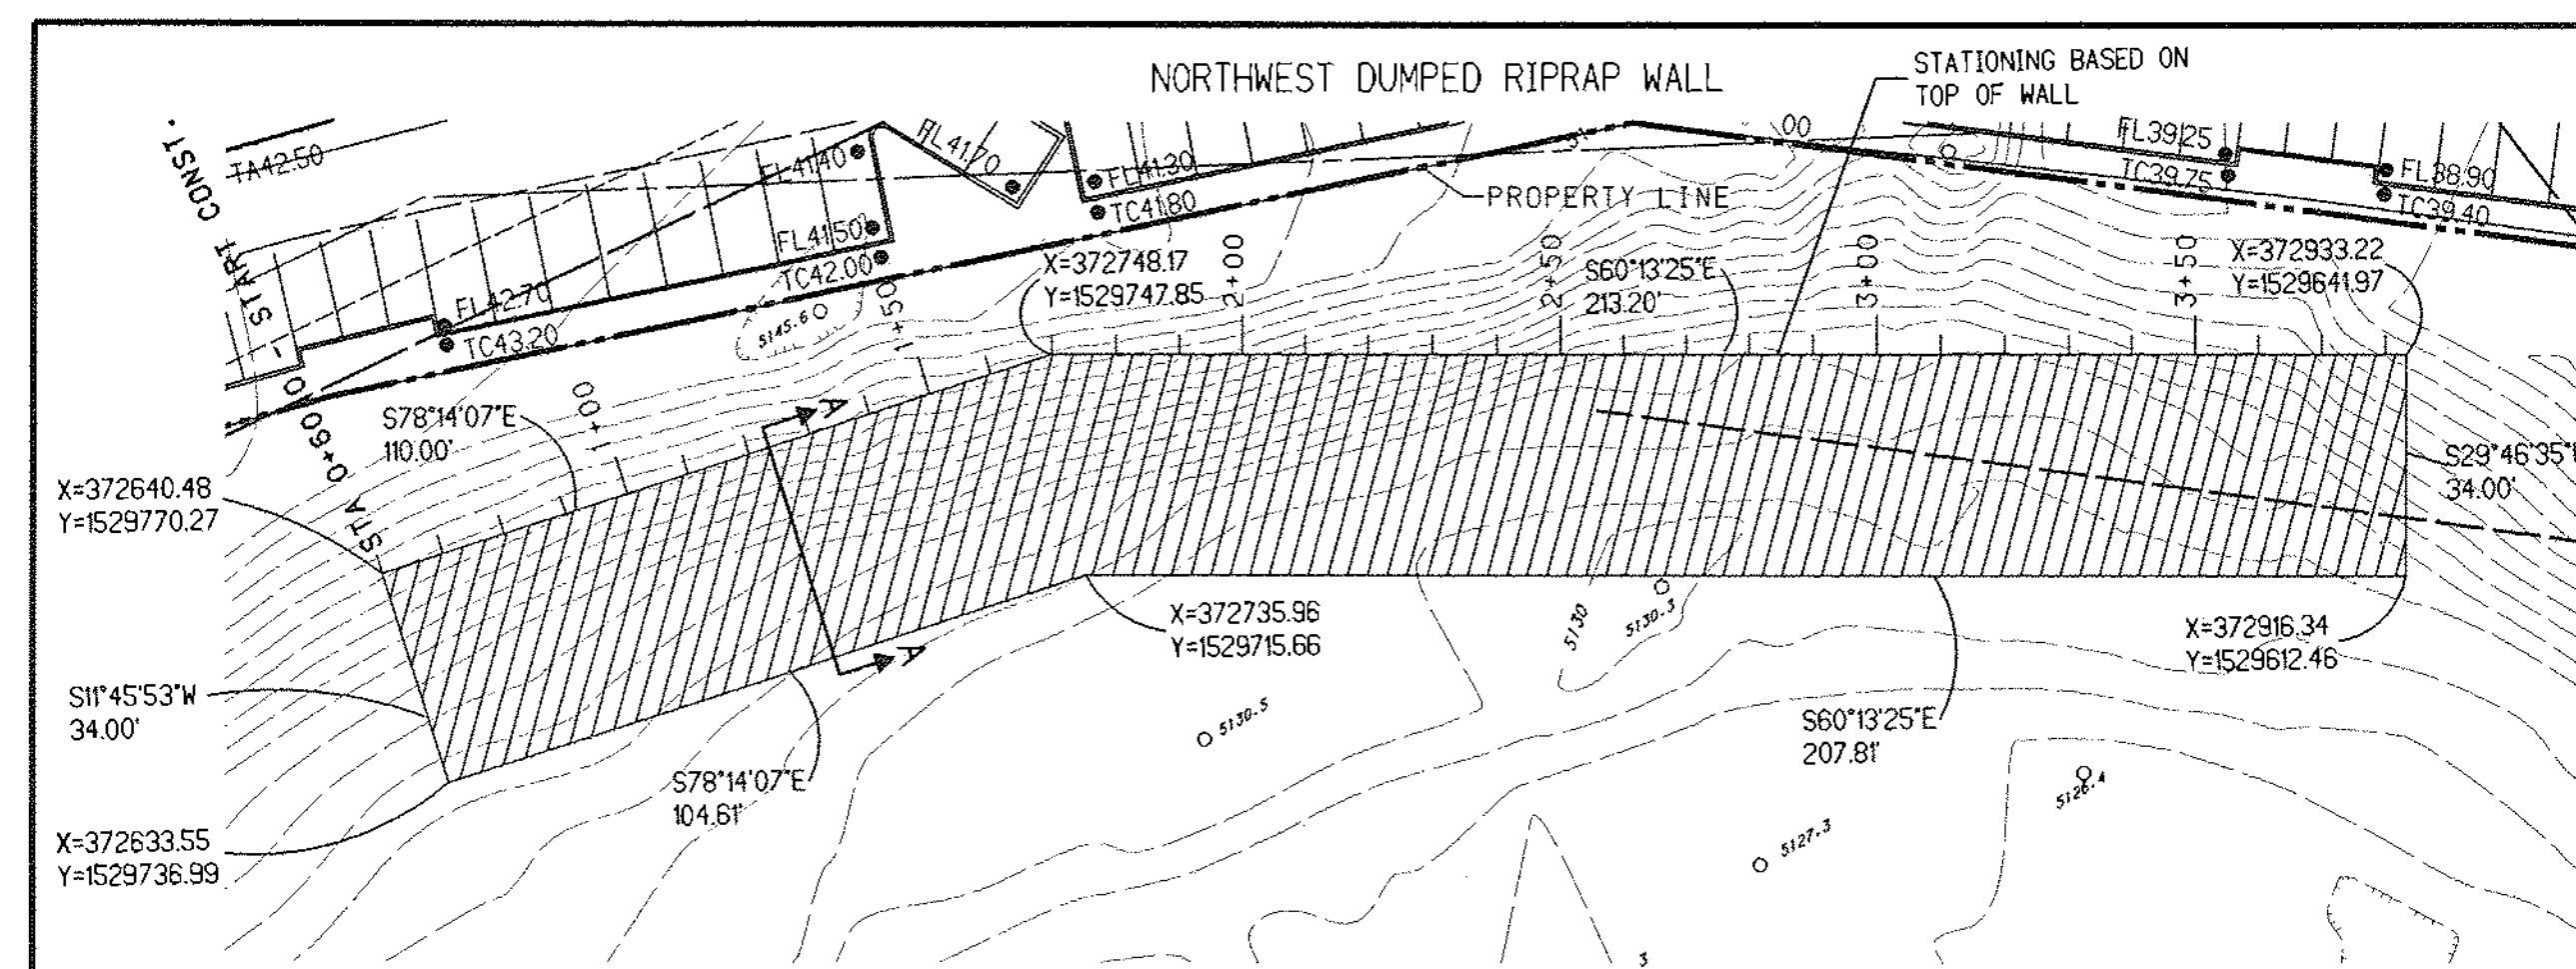 NORTHWEST DUMPED RIPRAP WALL
STATIONING BASED ON
TOP OF WALL
START CONST.
STA 0+60
TA42.50
FL41.40
RL41.70
FL41.30
TC41.80
PROPERTY LINE
00
FL39.25
TC39.75
FL38.90
TC39.40
FL42.70
TC43.20
FL41.50
TC42.00
5145.6
X=372748.17
Y=1529747.85
1+00
1+50
2+00
2+50
3+00
3+50
S60°13'25"E
213.20'
X=372933.22
Y=1529641.97
S78°14'07"E
110.00'
A
S29°46'35"
34.00'
X=372640.48
Y=1529770.27
X=372735.96
Y=1529715.66
5130
5130.3
X=372916.34
Y=1529612.46
A
S11°45'53"W
34.00'
5130.5
S60°13'25"E
207.81'
S78°14'07"E
104.61'
5126.4
5127.3
X=372633.55
Y=1529736.99
3